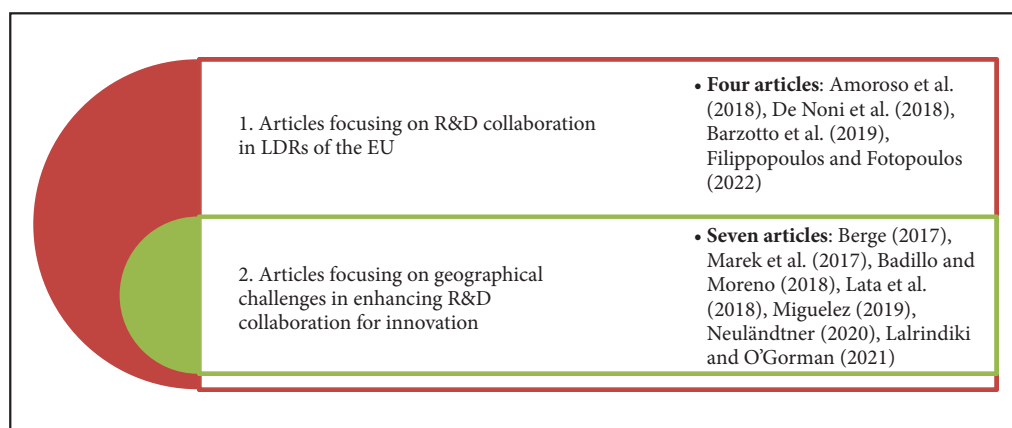 1. Articles focusing on R&D collaboration
in LDRs of the EU
• Four articles: Amoroso et al.
(2018), De Noni et al. (2018),
Barzotto et al. (2019),
Filippopoulos and Fotopoulos
(2022)
2. Articles focusing on geographical
challenges in enhancing R&D
collaboration for innovation
• Seven articles: Berge (2017),
Marek et al. (2017), Badillo and
Moreno (2018), Lata et al.
(2018), Miguelez (2019),
Neuländtner (2020), Lalrindiki
and O'Gorman (2021)